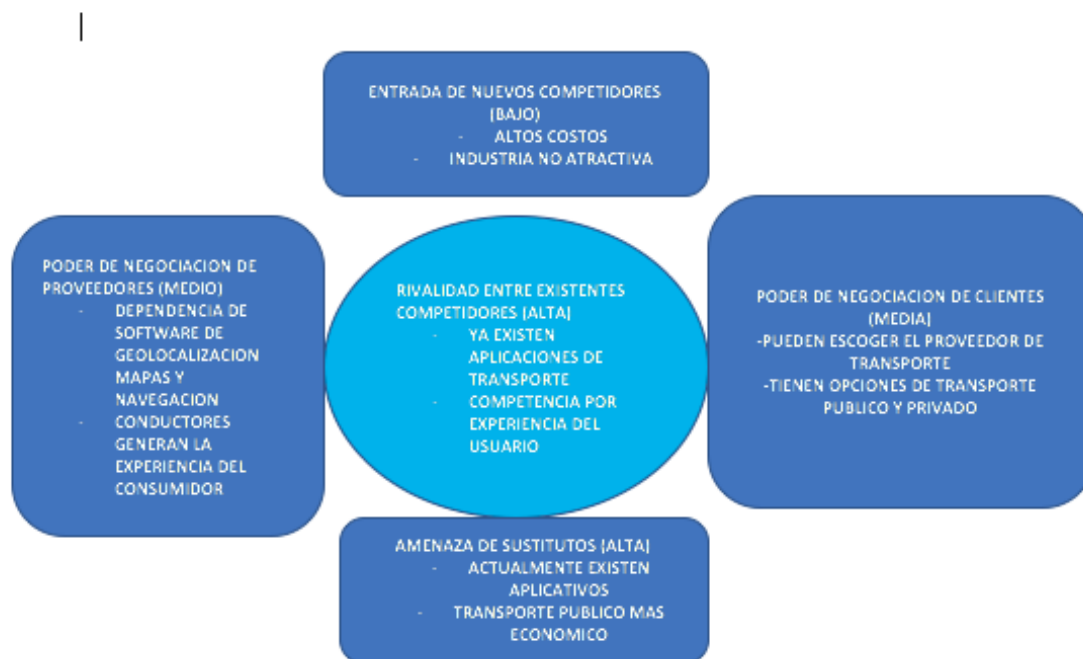 ENTRADA DE NUEVOS COMPETIDORES
(BAJO)
- ALTOS COSTOS
- INDUSTRIA NO ATRACTIVA
PODER DE NEGOCIACION DE
PROVEEDORES (MEDIO)
- DEPENDENCIA DE
SOFTWARE DE
GEOLOCALIZACION
MAPAS Y
NAVEGACION
- CONDUCTORES
GENERAN LA
EXPERIENCIA DEL
CONSUMIDOR
RIVALIDAD ENTRE EXISTENTES
COMPETIDORES (ALTA)
- YA EXISTEN
APLICACIONES DE
TRANSPORTE
- COMPETENCIA POR
EXPERIENCIA DEL
USUARIO
PODER DE NEGOCIACION DE CLIENTES
(MEDIA)
-PUEDEN ESCOGER EL PROVEEDOR DE
TRANSPORTE
-TIENEN OPCIONES DE TRANSPORTE
PUBLICO Y PRIVADO
AMENAZA DE SUSTITUTOS (ALTA)
- ACTUALMENTE EXISTEN
APLICATIVOS
- TRANSPORTE PUBLICO MAS
ECONOMICO